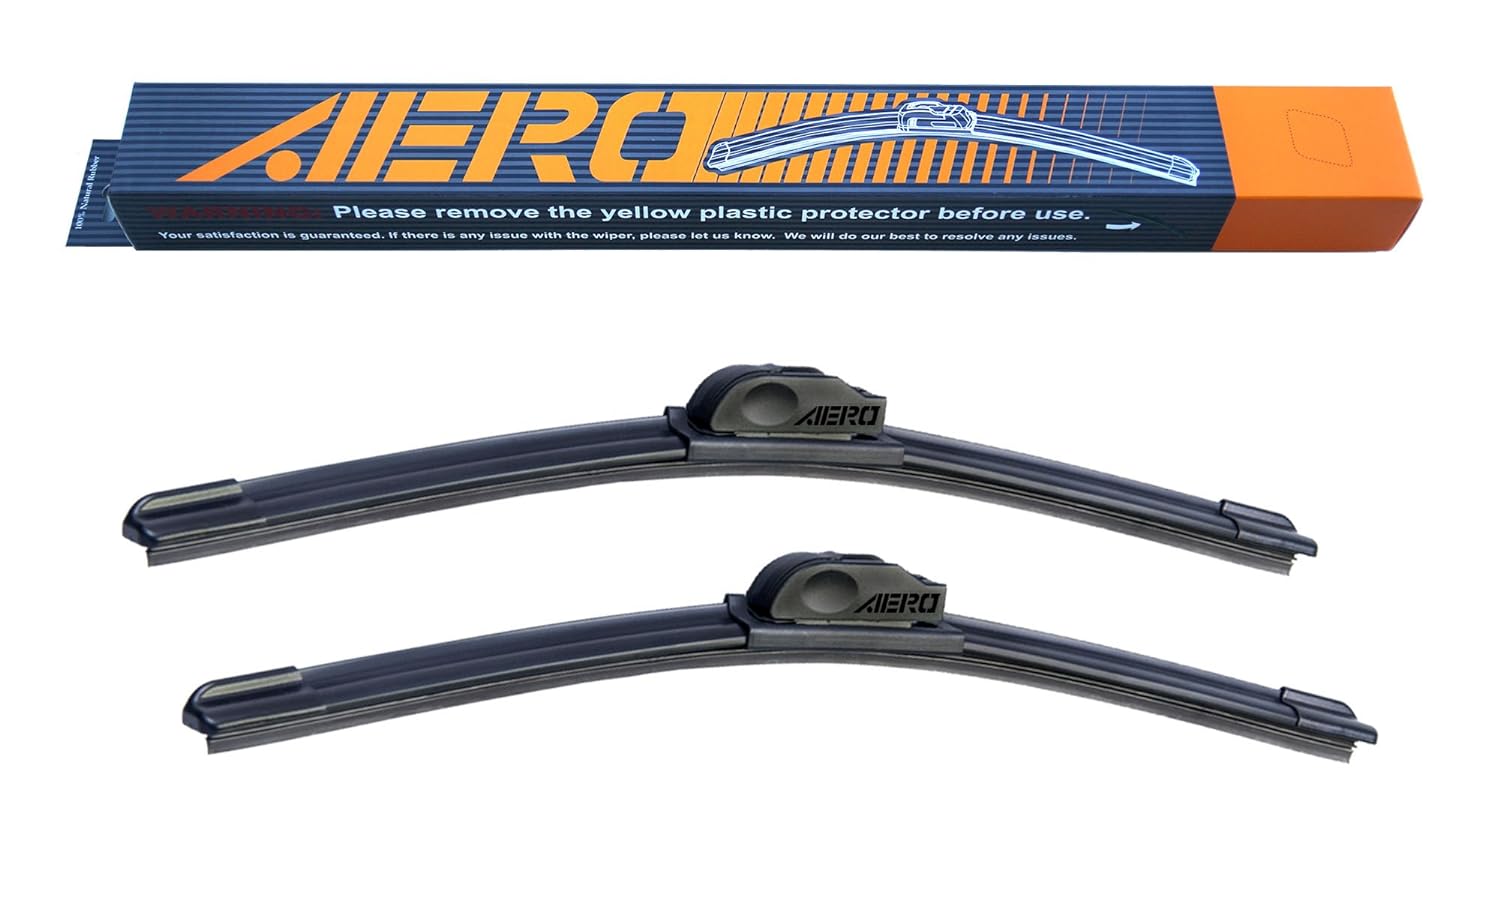 AERO
WARNING: Please remove the yellow plastic protector before use.
Your satisfaction is guaranteed. If there is any issue with the wiper, please let us know. We will do our best to resolve any issues.
100% Natural Rubber
AERO
AERO